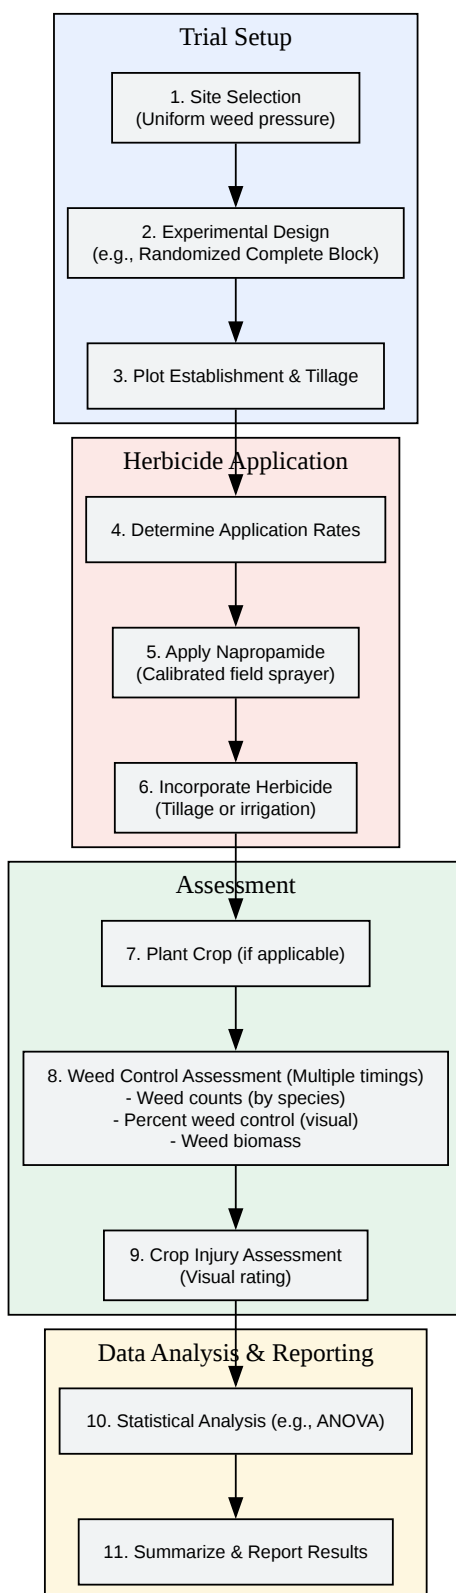 Trial Setup
1. Site Selection
(Uniform weed pressure)
2. Experimental Design
(e.g., Randomized Complete Block)
3. Plot Establishment & Tillage
Herbicide Application
4. Determine Application Rates
5. Apply Napropamide
(Calibrated field sprayer)
6. Incorporate Herbicide
(Tillage or irrigation)
Assessment
7. Plant Crop (if applicable)
8. Weed Control Assessment (Multiple timings)
- Weed counts (by species)
- Percent weed control (visual)
- Weed biomass
9. Crop Injury Assessment
(Visual rating)
Data Analysis & Reporting
10. Statistical Analysis (e.g., ANOVA)
11. Summarize & Report Results